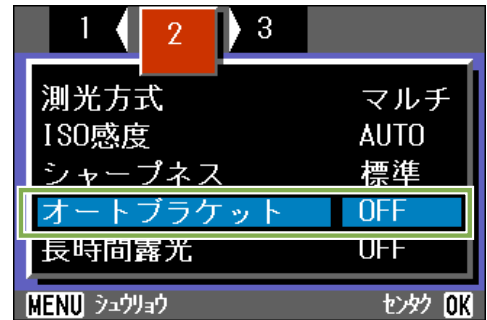 1 2 3
測光方式 マルチ
ISO感度 AUTO
シャープネス 標準
オートブラケット OFF
長時間露光 OFF
MENU ｼｭｳﾘｮｳ ｾﾝﾀｸ OK